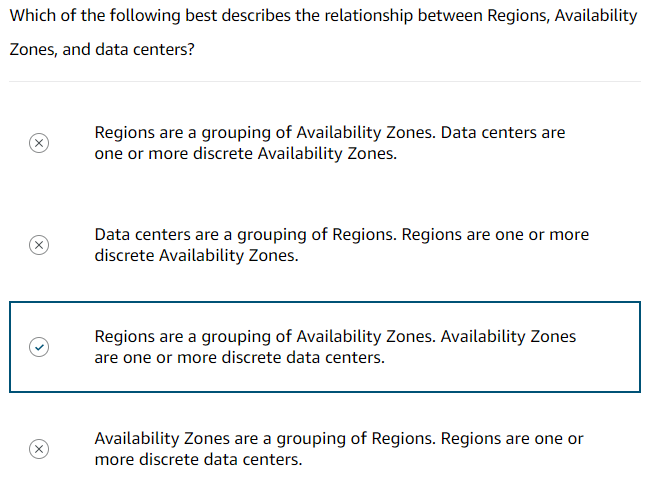 Which of the following best describes the relationship between Regions, Availability
Zones, and data centers?
Regions are a grouping of Availability Zones. Data centers are
one or more discrete Availability Zones.
Data centers are a grouping of Regions. Regions are one or more
discrete Availability Zones.
Regions are a grouping of Availability Zones. Availability Zones
are one or more discrete data centers.
Availability Zones are a grouping of Regions. Regions are one or
more discrete data centers.